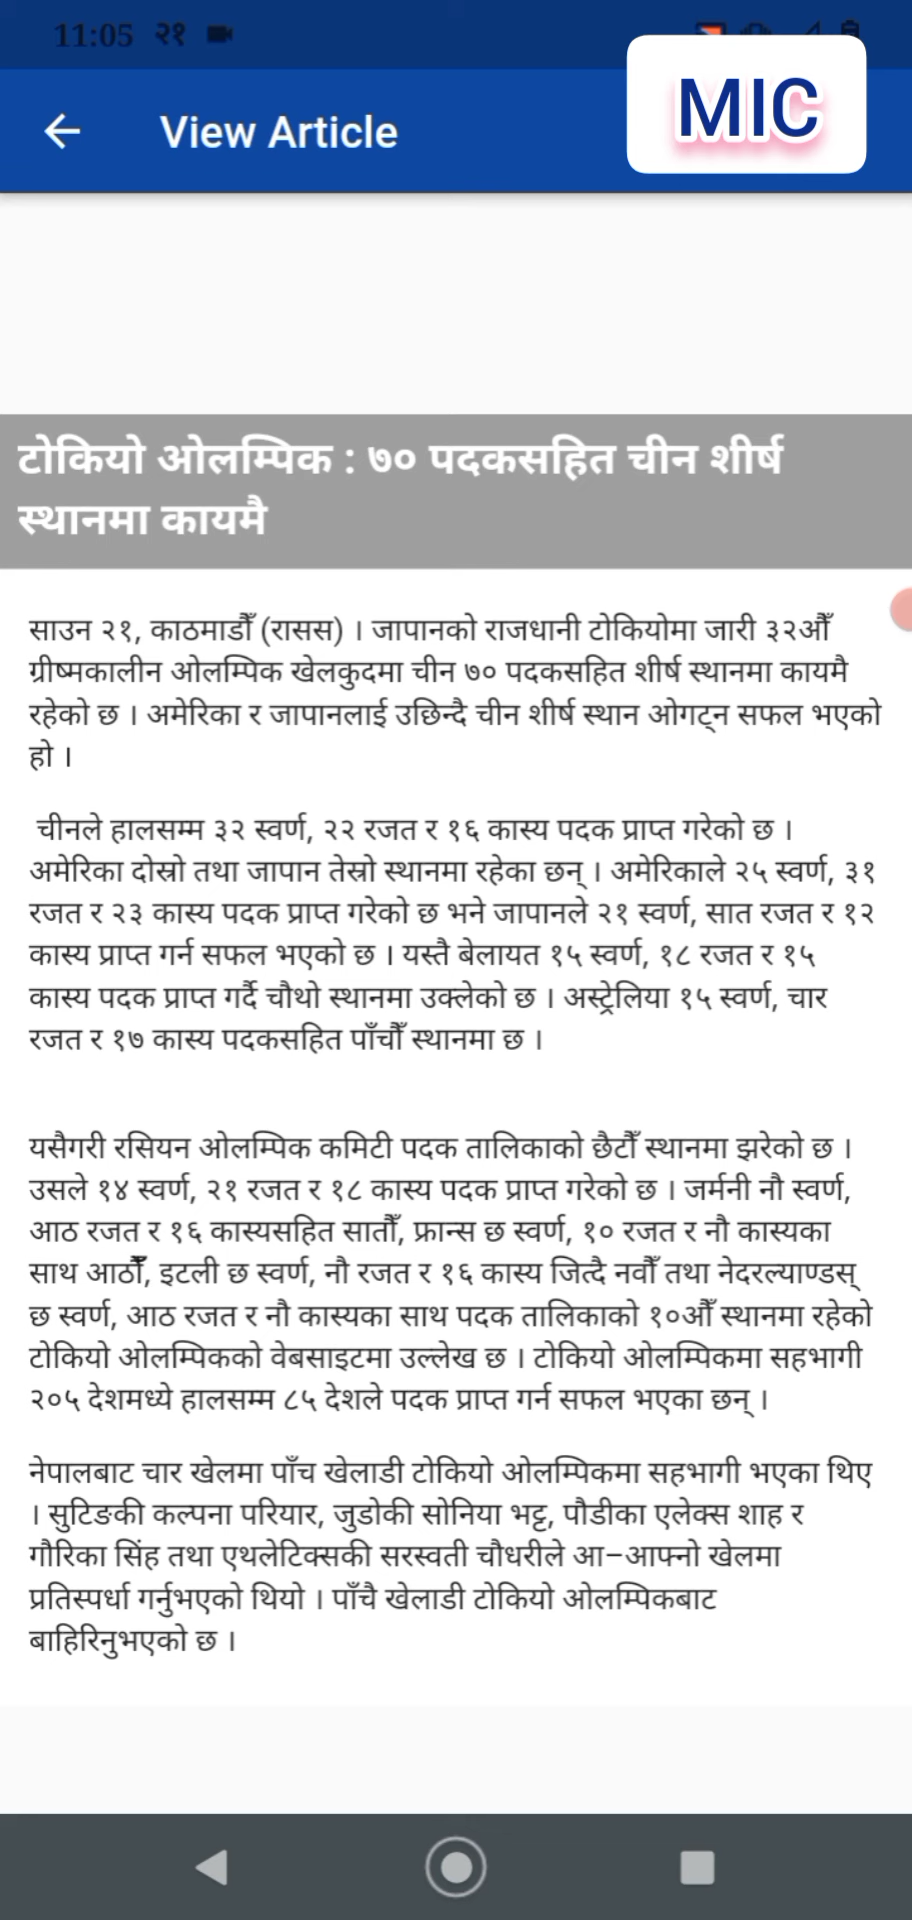 11:05 २१
MIC
View Article
टोकियो ओलम्पिक : ७० पदकसहित चीन शीर्ष
स्थानमा कायमै
साउन २१, काठमाडौँ (रासस) । जापानको राजधानी टोकियोमा जारी ३२औँ
ग्रीष्मकालीन ओलम्पिक खेलकुदमा चीन ७० पदकसहित शीर्ष स्थानमा कायमै
रहेको छ । अमेरिका र जापानलाई उछिन्दै चीन शीर्ष स्थान ओगट्न सफल भएको
हो ।
चीनले हालसम्म ३२ स्वर्ण, २२ रजत र १६ कास्य पदक प्राप्त गरेको छ ।
अमेरिका दोस्रो तथा जापान तेस्रो स्थानमा रहेका छन् । अमेरिकाले २५ स्वर्ण, ३१
रजत र २३ कास्य पदक प्राप्त गरेको छ भने जापानले २१ स्वर्ण, सात रजत र १२
कास्य प्राप्त गर्न सफल भएको छ । यस्तै बेलायत १५ स्वर्ण, १८ रजत र १५
कास्य पदक प्राप्त गर्दै चौथो स्थानमा उक्लेको छ । अस्ट्रेलिया १५ स्वर्ण, चार
रजत र १७ कास्य पदकसहित पाँचौँ स्थानमा छ ।
यसैगरी रसियन ओलम्पिक कमिटी पदक तालिकाको छैटौँ स्थानमा झरेको छ ।
उसले १४ स्वर्ण, २१ रजत र १८ कास्य पदक प्राप्त गरेको छ । जर्मनी नौ स्वर्ण,
आठ रजत र १६ कास्यसहित सातौँ, फ्रान्स छ स्वर्ण, १० रजत र नौ कास्यका
साथ आठौँ, इटली छ स्वर्ण, नौ रजत र १६ कास्य जित्दै नवौँ तथा नेदरल्याण्डस्
छ स्वर्ण, आठ रजत र नौ कास्यका साथ पदक तालिकाको १०औँ स्थानमा रहेको
टोकियो ओलम्पिकको वेबसाइटमा उल्लेख छ । टोकियो ओलम्पिकमा सहभागी
२०५ देशमध्ये हालसम्म ८५ देशले पदक प्राप्त गर्न सफल भएका छन् ।
नेपालबाट चार खेलमा पाँच खेलाडी टोकियो ओलम्पिकमा सहभागी भएका थिए
। सुटिङकी कल्पना परियार, जुडोकी सोनिया भट्ट, पौडीका एलेक्स शाह र
गौरिका सिंह तथा एथलेटिक्सकी सरस्वती चौधरीले आ–आफ्नो खेलमा
प्रतिस्पर्धा गर्नुभएको थियो । पाँचै खेलाडी टोकियो ओलम्पिकबाट
बाहिरिनुभएको छ ।